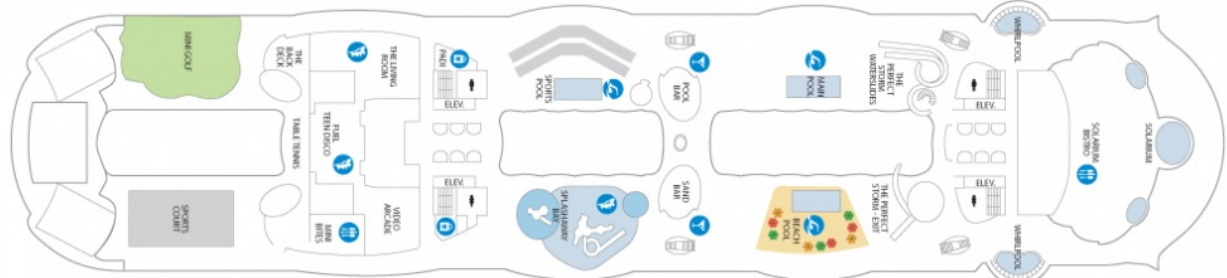 MINI GOLF
THE
BACK
DECK
THE LIVING
ROOM
PADI
ELEV.
SPORTS
POOL
POOL
BAR
MAIN
POOL
THE
PERFECT
STORM
WATERSLIDES
ELEV.
WHIRLPOOL
TABLE TENNIS
FUEL
TEEN DISCO
SOLARIUM
BISTRO
SOLARIUM
SPORTS
COURT
MINI
BITES
VIDEO
ARCADE
ELEV.
SPLASHAWAY
BAY
SAND
BAR
BEACH
POOL
THE PERFECT
STORM - EXIT
ELEV.
WHIRLPOOL